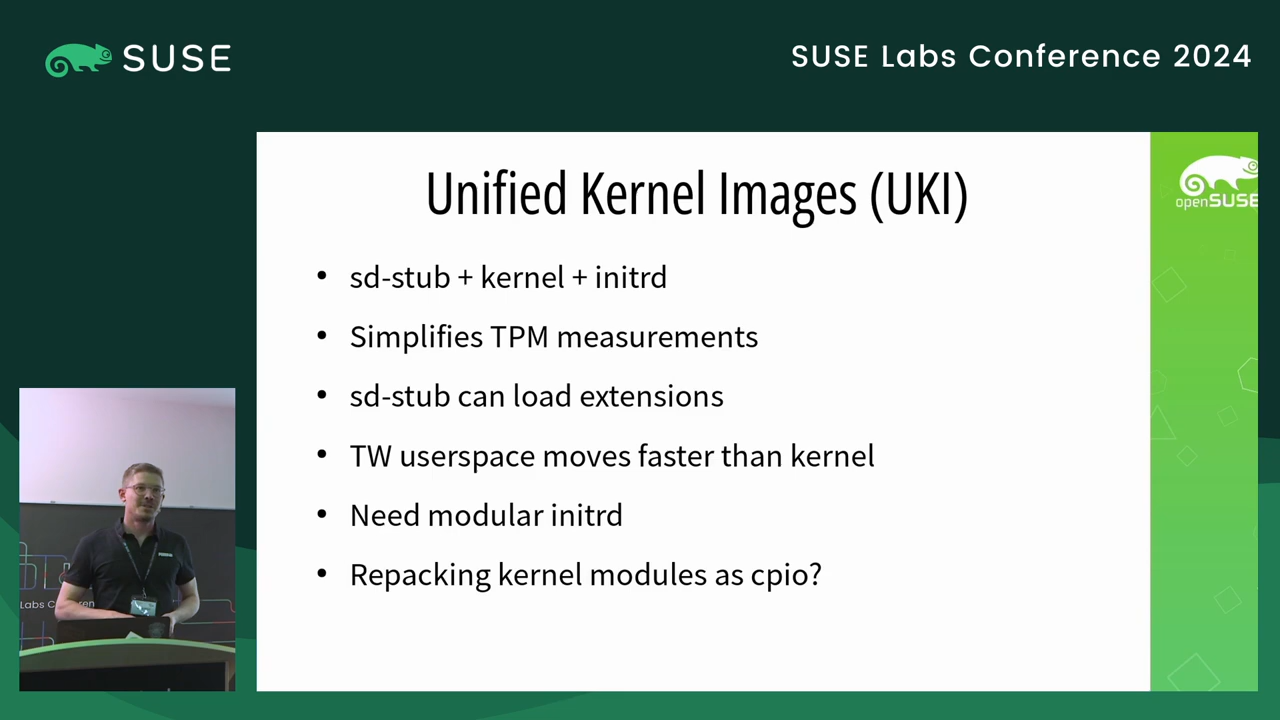 SUSE
SUSE Labs Conference 2024
Unified Kernel Images (UKI)
openSUSE
• sd-stub + kernel + initrd
• Simplifies TPM measurements
• sd-stub can load extensions
• TW userspace moves faster than kernel
• Need modular initrd
• Repacking kernel modules as cpio?
Labs Conferen